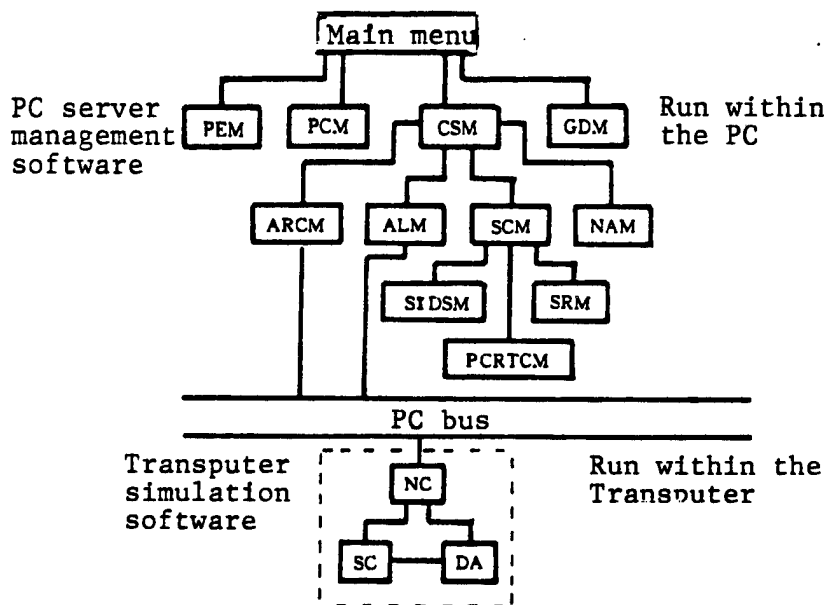 Main menu
PC server
management
software
PEM
PCM
CSM
GDM
Run within
the PC
ARCM
ALM
SCM
NAM
SIDSM
SRM
PCRTCM
PC bus
Transputer
simulation
software
NC
SC
DA
Run within the
Transputer